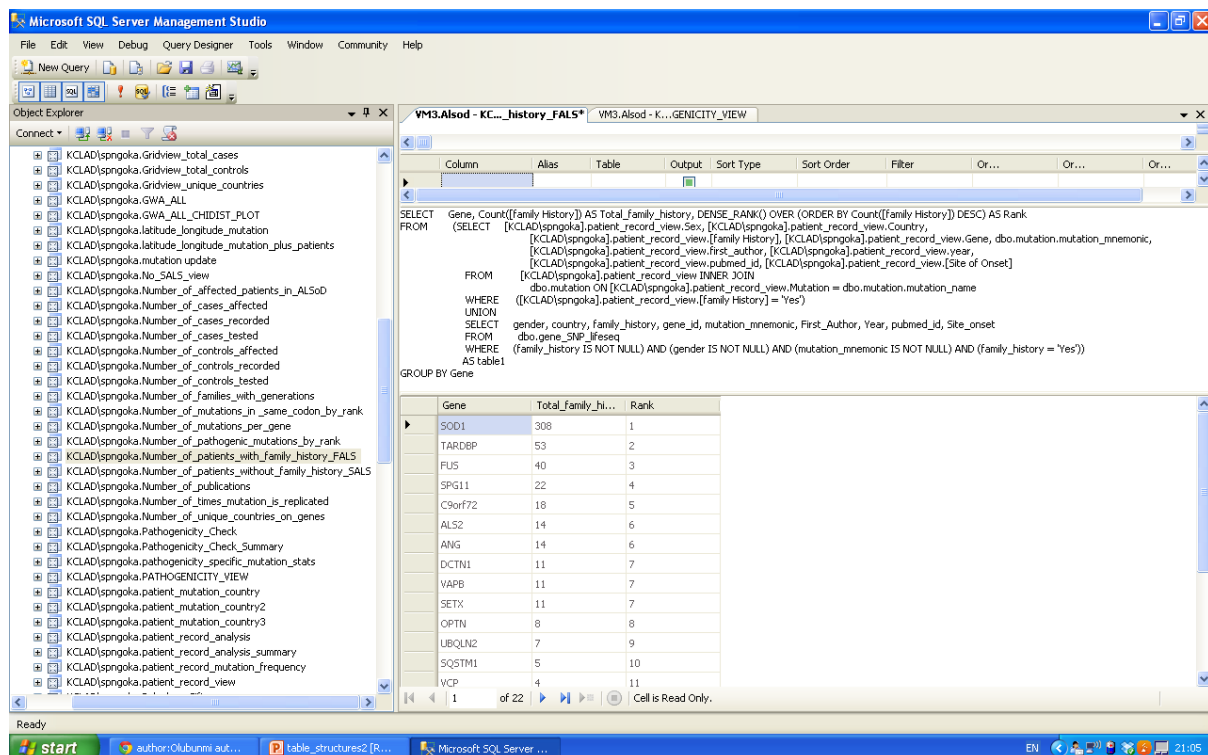 Microsoft SQL Server Management Studio
File Edit View Debug Query Designer Tools Window Community Help
New Query
Object Explorer
Connect
KCLAD\spngoka.Gridview_total_cases
KCLAD\spngoka.Gridview_total_controls
KCLAD\spngoka.Gridview_unique_countries
KCLAD\spngoka.GWA_ALL
KCLAD\spngoka.GWA_ALL_CHIDIST_PLOT
KCLAD\spngoka.latitude_longitude_mutation
KCLAD\spngoka.latitude_longitude_mutation_plus_patients
KCLAD\spngoka.mutation update
KCLAD\spngoka.No_SALS_view
KCLAD\spngoka.Number_of_affected_patients_in_ALSoD
KCLAD\spngoka.Number_of_cases_affected
KCLAD\spngoka.Number_of_cases_recorded
KCLAD\spngoka.Number_of_cases_tested
KCLAD\spngoka.Number_of_controls_affected
KCLAD\spngoka.Number_of_controls_recorded
KCLAD\spngoka.Number_of_controls_tested
KCLAD\spngoka.Number_of_families_with_generations
KCLAD\spngoka.Number_of_mutations_in _same_codon_by_rank
KCLAD\spngoka.Number_of_mutations_per_gene
KCLAD\spngoka.Number_of_pathogenic_mutations_by_rank
KCLAD\spngoka.Number_of_patients_with_family_history_FALS
KCLAD\spngoka.Number_of_patients_without_family_history_SALS
KCLAD\spngoka.Number_of_publications
KCLAD\spngoka.Number_of_times_mutation_is_replicated
KCLAD\spngoka.Number_of_unique_countries_on_genes
KCLAD\spngoka.Pathogenicity_Check
KCLAD\spngoka.Pathogenicity_Check_Summary
KCLAD\spngoka.pathogenicity_specific_mutation_stats
KCLAD\spngoka.PATHOGENICITY_VIEW
KCLAD\spngoka.patient_mutation_country
KCLAD\spngoka.patient_mutation_country2
KCLAD\spngoka.patient_mutation_country3
KCLAD\spngoka.patient_record_analysis
KCLAD\spngoka.patient_record_analysis_summary
KCLAD\spngoka.patient_record_mutation_frequency
KCLAD\spngoka.patient_record_view
VM3.Alsod - KC..._history_FALS* VM3.Alsod - K...GENICITY_VIEW
Column Alias Table Output Sort Type Sort Order Filter Or... Or... Or...
SELECT Gene, Count([family History]) AS Total_family_history, DENSE_RANK() OVER (ORDER BY Count([family History]) DESC) AS Rank
FROM (SELECT [KCLAD\spngoka].patient_record_view.Sex, [KCLAD\spngoka].patient_record_view.Country,
[KCLAD\spngoka].patient_record_view.[family History], [KCLAD\spngoka].patient_record_view.Gene, dbo.mutation.mutation_mnemonic,
[KCLAD\spngoka].patient_record_view.first_author, [KCLAD\spngoka].patient_record_view.year,
[KCLAD\spngoka].patient_record_view.pubmed_id, [KCLAD\spngoka].patient_record_view.[Site of Onset]
FROM [KCLAD\spngoka].patient_record_view INNER JOIN
dbo.mutation ON [KCLAD\spngoka].patient_record_view.Mutation = dbo.mutation.mutation_name
WHERE ([KCLAD\spngoka].patient_record_view.[family History] = 'Yes')
UNION
SELECT gender, country, family_history, gene_id, mutation_mnemonic, First_Author, Year, pubmed_id, Site_onset
FROM dbo.gene_SNP_lifeseq
WHERE (family_history IS NOT NULL) AND (gender IS NOT NULL) AND (mutation_mnemonic IS NOT NULL) AND (family_history = 'Yes'))
AS table1
GROUP BY Gene
Gene Total_family_hi... Rank
SOD1 308 1
TARDBP 53 2
FUS 40 3
SPG11 22 4
C9orf72 18 5
ALS2 14 6
ANG 14 6
DCTN1 11 7
VAPB 11 7
SETX 11 7
OPTN 8 8
UBQLN2 7 9
SQSTM1 5 10
VCP 4 11
1 of 22 Cell is Read Only.
Ready
start author:Olubunmi aut... table_structures2 [R... Microsoft SQL Server ... EN 21:05